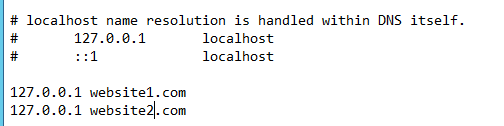 # localhost name resolution is handled within DNS itself.
#       127.0.0.1       localhost
#       ::1             localhost
127.0.0.1 website1.com
127.0.0.1 website2.com